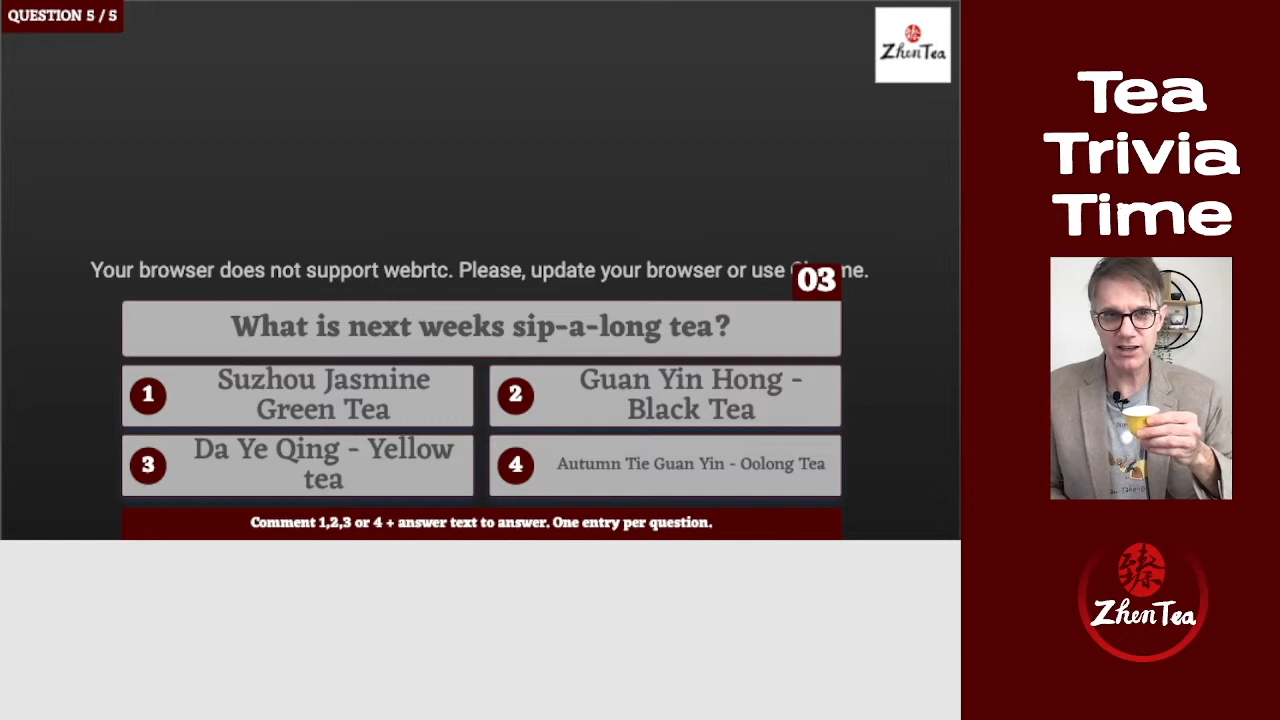 QUESTION 5 / 5
臻
ZhenTea
Your browser does not support webrtc. Please, update your browser or use
03
What is next weeks sip-a-long tea?
1
Suzhou Jasmine
Green Tea
2
Guan Yin Hong -
Black Tea
3
Da Ye Qing - Yellow
tea
4
Autumn Tie Guan Yin - Oolong Tea
Comment 1,2,3 or 4 + answer text to answer. One entry per question.
Tea
Trivia
Time
臻
ZhenTea